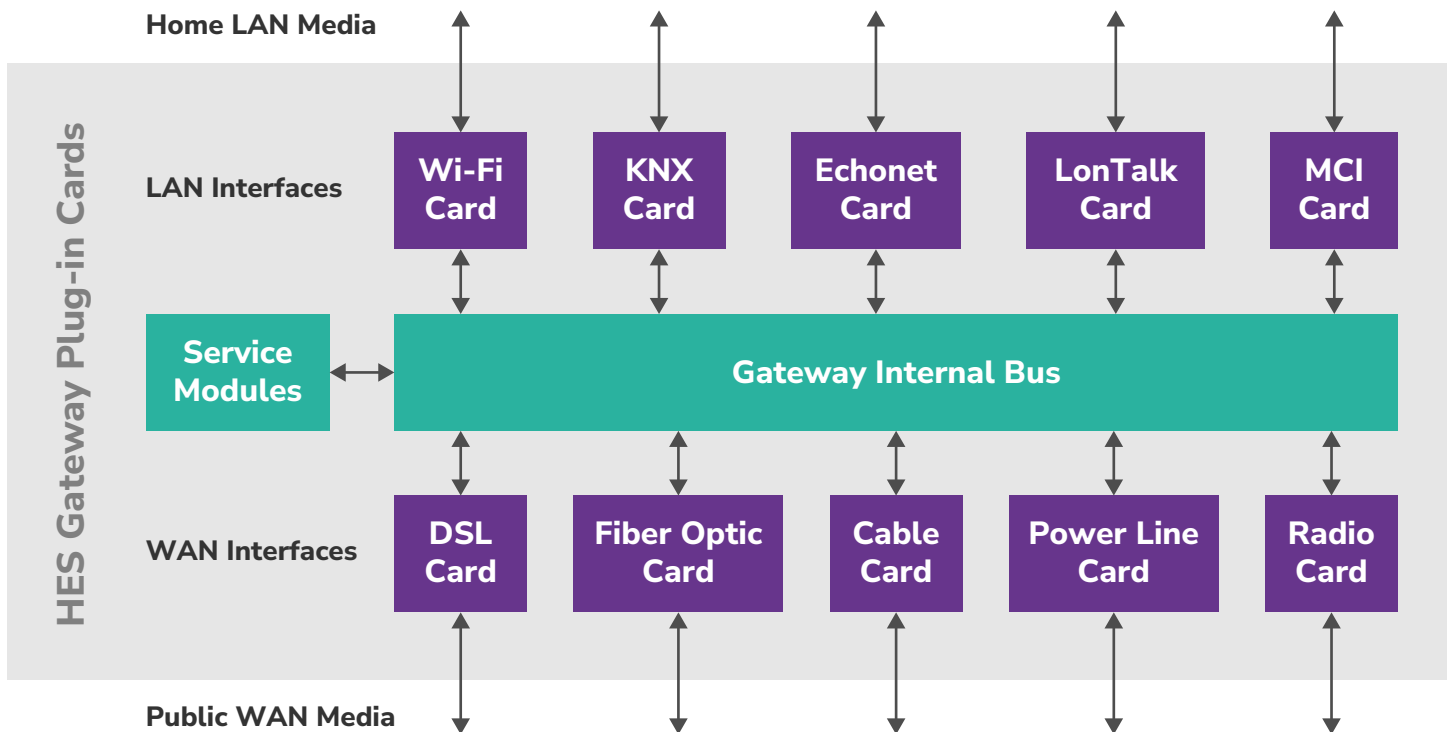 Home LAN Media
HES Gateway Plug-in Cards
LAN Interfaces
Wi-Fi
Card
KNX
Card
Echonet
Card
LonTalk
Card
MCI
Card
Service
Modules
Gateway Internal Bus
WAN Interfaces
DSL
Card
Fiber Optic
Card
Cable
Card
Power Line
Card
Radio
Card
Public WAN Media